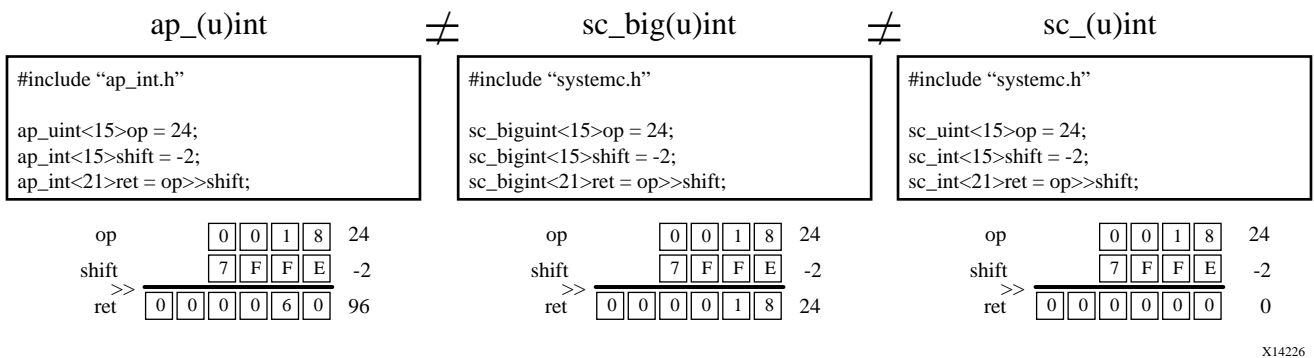 ap_(u)int ≠ sc_big(u)int ≠ sc_(u)int
#include “ap_int.h”
ap_uint<15>op = 24;
ap_int<15>shift = -2;
ap_int<21>ret = op>>shift;
#include “systemc.h”
sc_biguint<15>op = 24;
sc_bigint<15>shift = -2;
sc_bigint<21>ret = op>>shift;
#include “systemc.h”
sc_uint<15>op = 24;
sc_int<15>shift = -2;
sc_int<21>ret = op>>shift;
op 0 0 1 8 24
shift 7 F F E -2
>>
ret 0 0 0 0 6 0 96
op 0 0 1 8 24
shift 7 F F E -2
>>
ret 0 0 0 0 1 8 24
op 0 0 1 8 24
shift 7 F F E -2
>>
ret 0 0 0 0 0 0 0
X14226